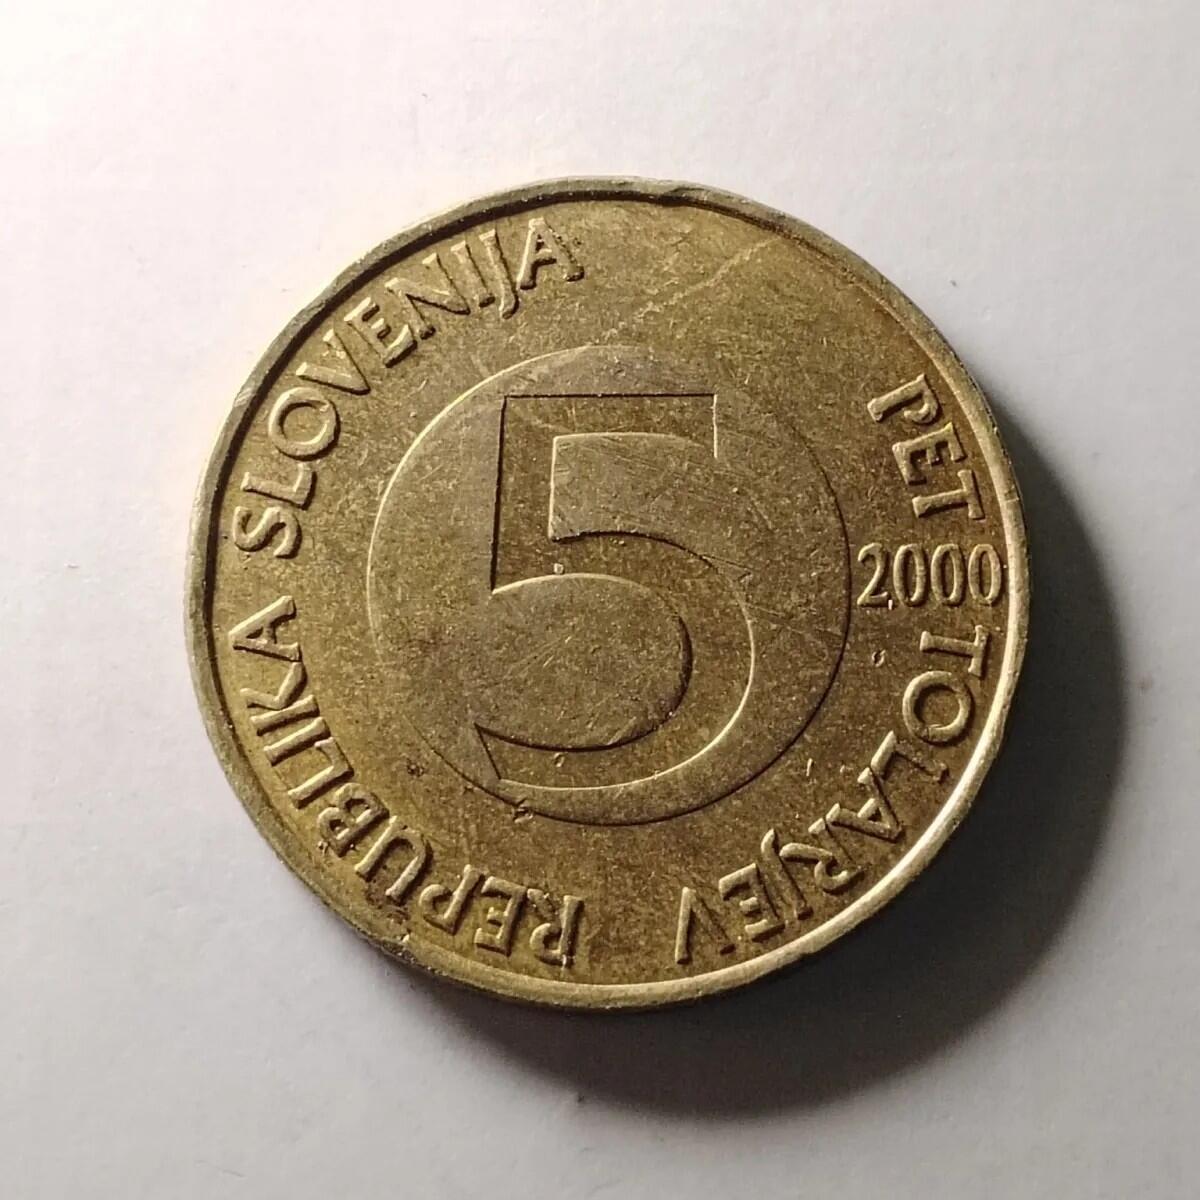 REPUBLIKA SLOVENIJA
5
PET TOLARJEV
2000